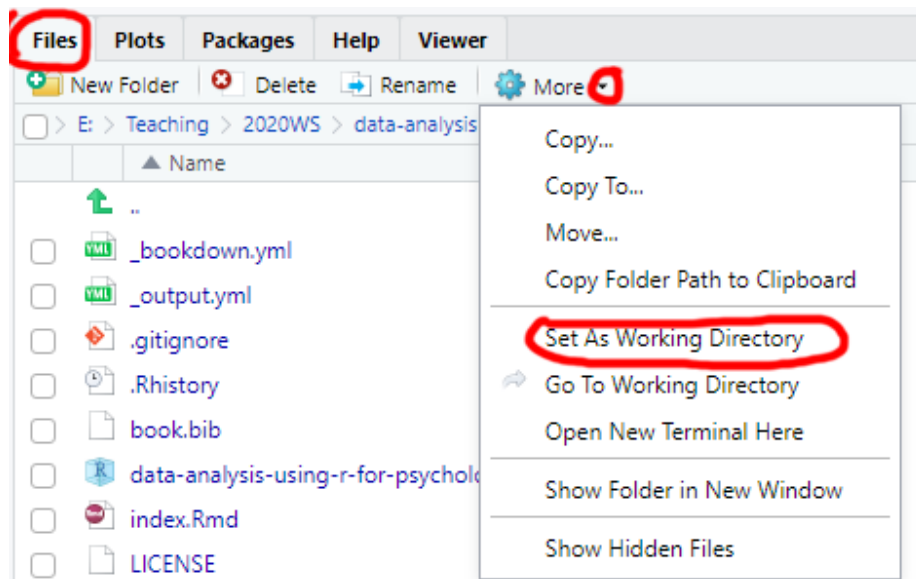 Files Plots Packages Help Viewer
New Folder Delete Rename More
E: > Teaching > 2020WS > data-analysis
Name
..
_bookdown.yml
_output.yml
.gitignore
.Rhistory
book.bib
data-analysis-using-r-for-psycholo
index.Rmd
LICENSE
Copy...
Copy To...
Move...
Copy Folder Path to Clipboard
Set As Working Directory
Go To Working Directory
Open New Terminal Here
Show Folder in New Window
Show Hidden Files